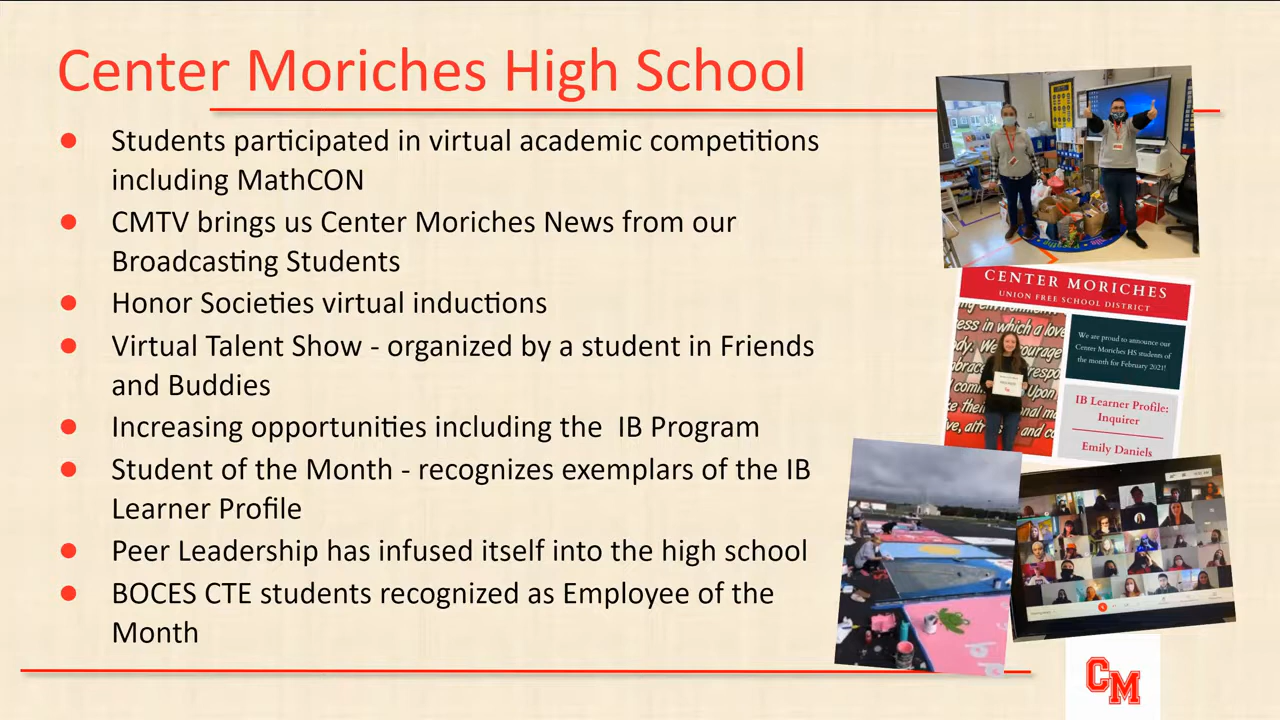 Center Moriches High School
● Students participated in virtual academic competitions
including MathCON
● CMTV brings us Center Moriches News from our
Broadcasting Students
● Honor Societies virtual inductions
● Virtual Talent Show - organized by a student in Friends
and Buddies
● Increasing opportunities including the IB Program
● Student of the Month - recognizes exemplars of the IB
Learner Profile
● Peer Leadership has infused itself into the high school
● BOCES CTE students recognized as Employee of the
Month
CENTER MORICHES
UNION FREE SCHOOL DISTRICT
We are proud to announce our
Center Moriches HS students of
the month for February 2021!
IB Learner Profile:
Inquirer
Emily Daniels
CM